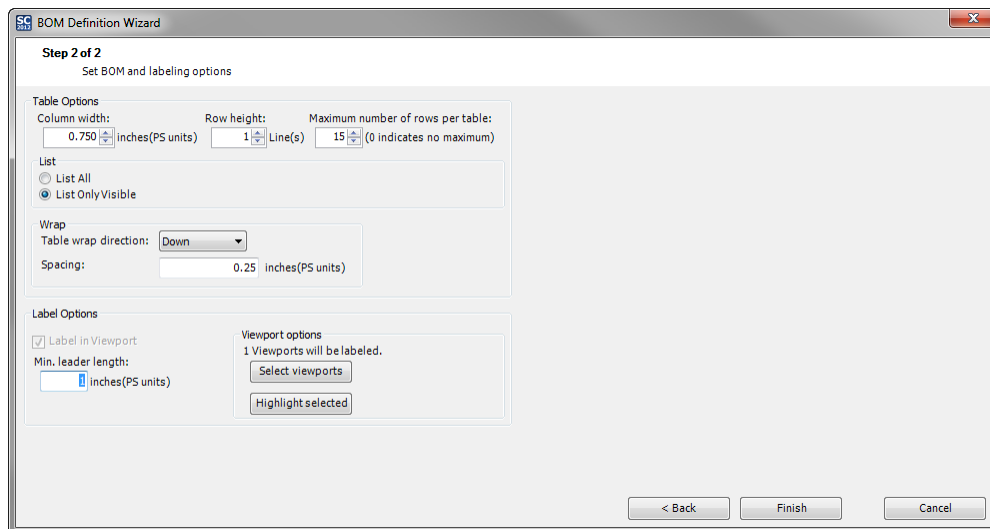 SC
2012
BOM Definition Wizard
X
Step 2 of 2
Set BOM and labeling options
Table Options
Column width: Row height: Maximum number of rows per table:
0.750 inches(PS units) 1 Line(s) 15 (0 indicates no maximum)
List
List All
List Only Visible
Wrap
Table wrap direction: Down
Spacing: 0.25 inches(PS units)
Label Options
Label in Viewport
Min. leader length:
1 inches(PS units)
Viewport options
1 Viewports will be labeled.
Select viewports
Highlight selected
< Back Finish Cancel